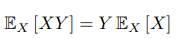 𝔼_X [XY] = Y 𝔼_X [X]